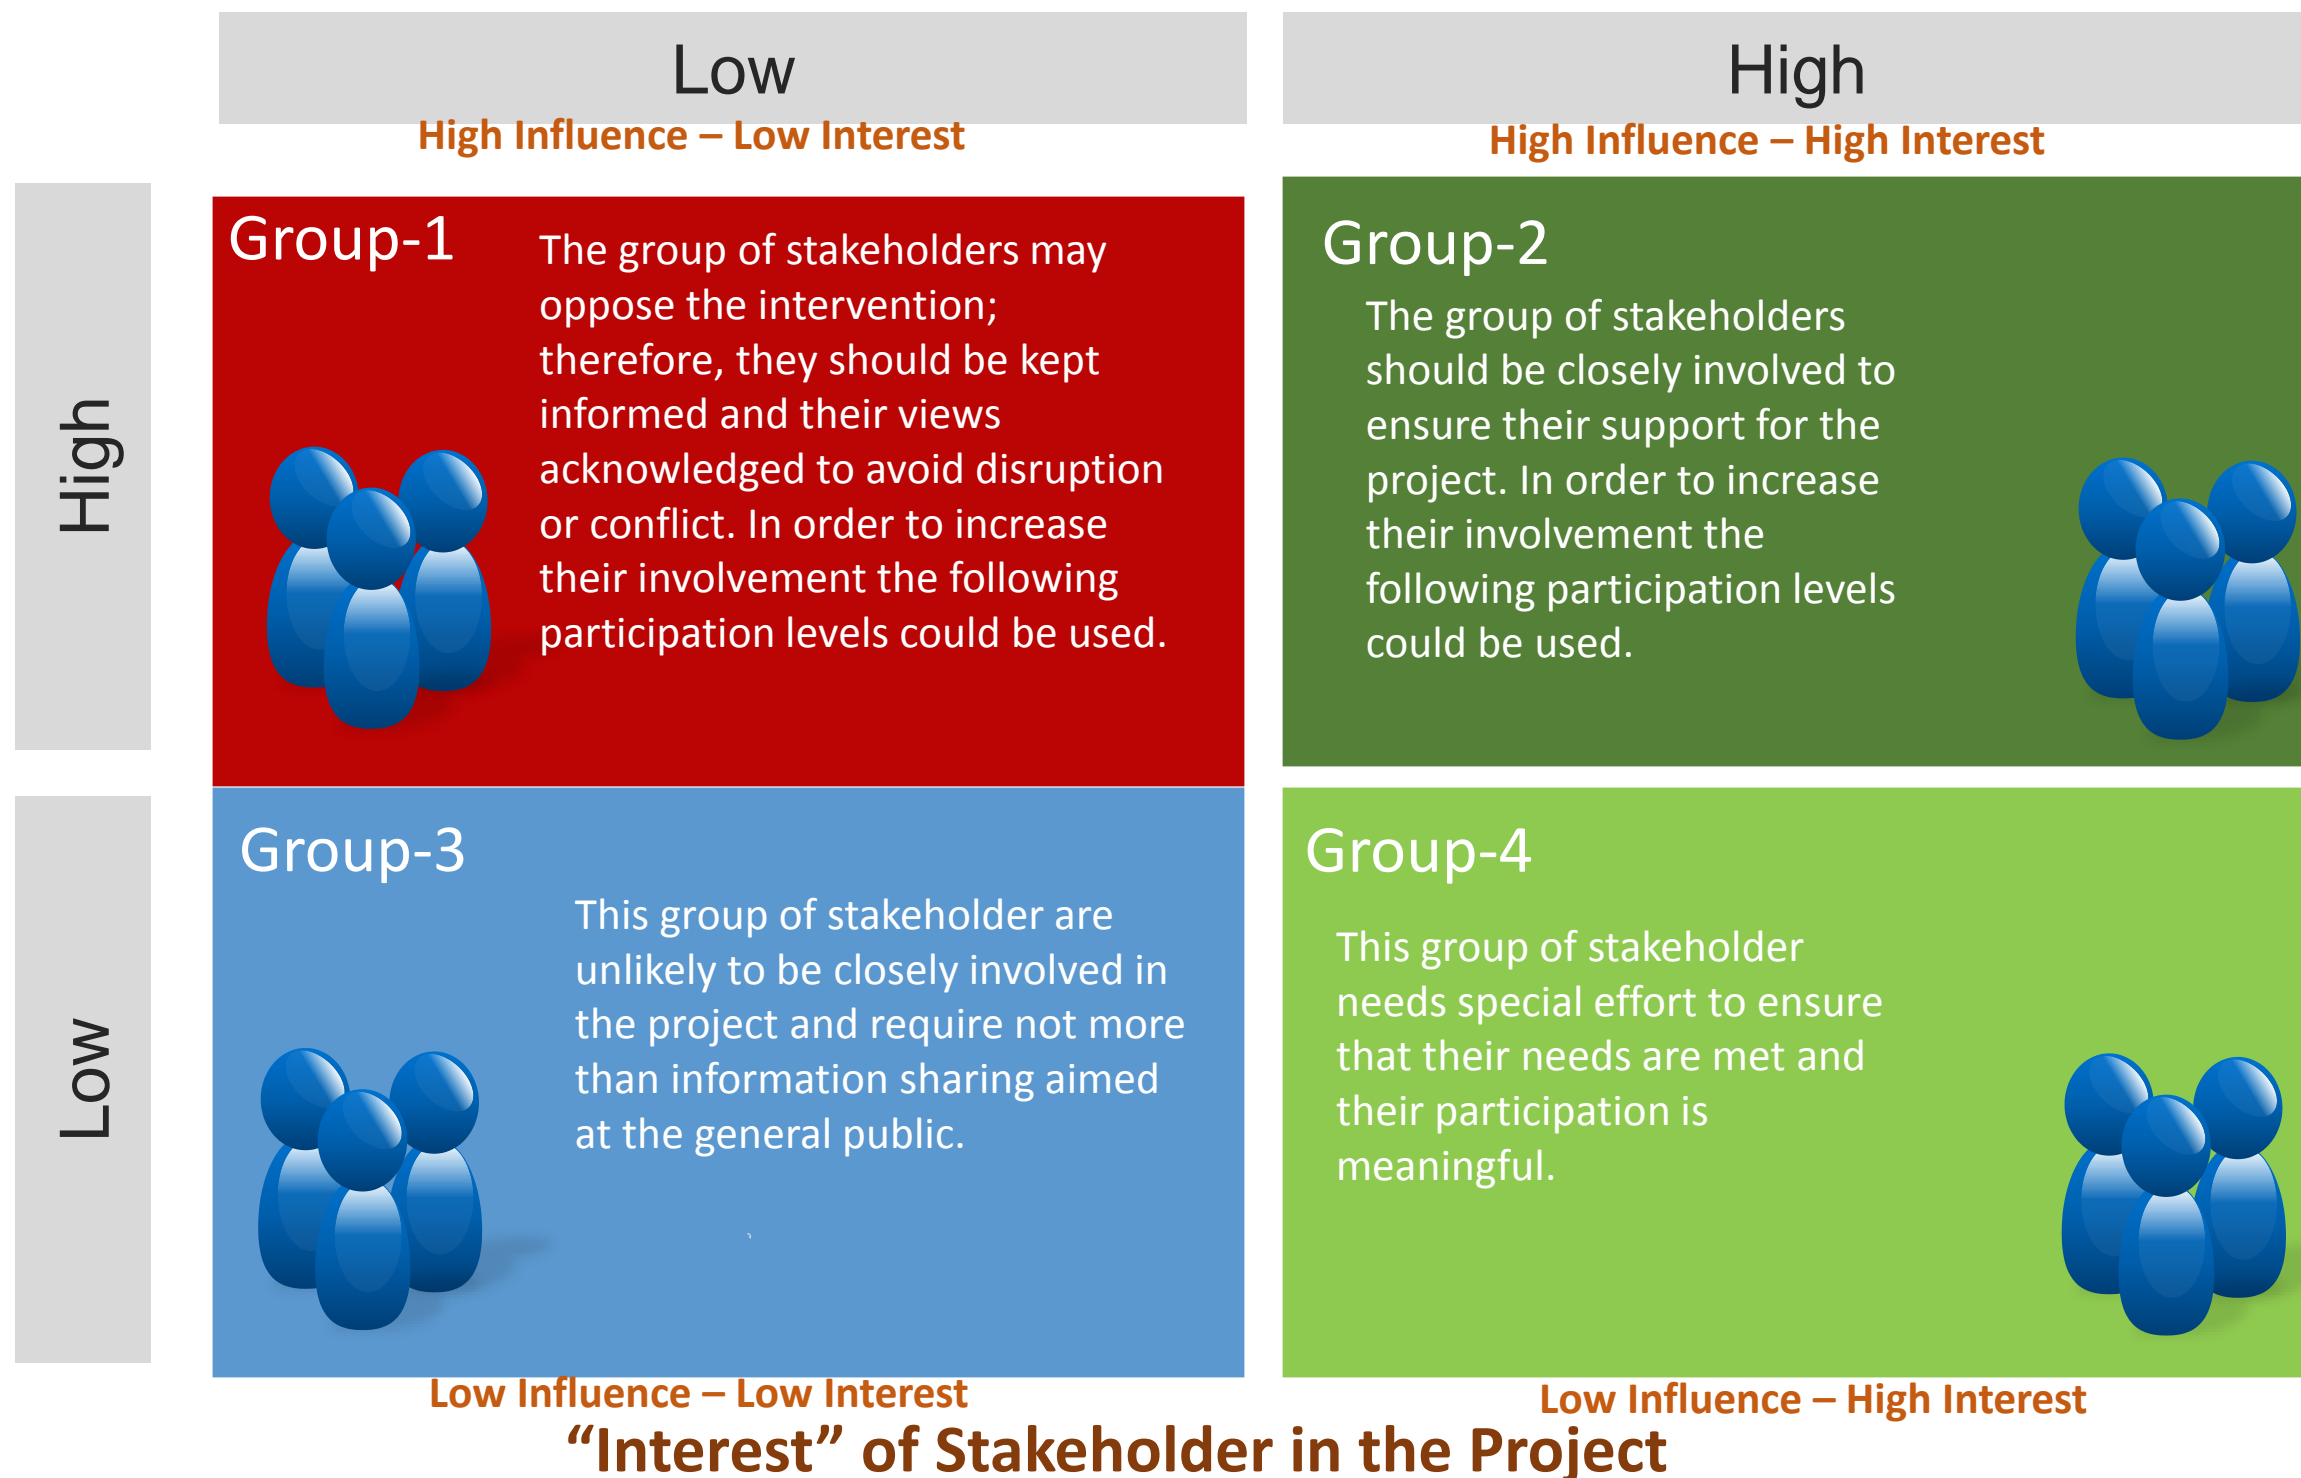 Low
High
High Influence – Low Interest
High Influence – High Interest
High
Group-1
The group of stakeholders may
oppose the intervention;
therefore, they should be kept
informed and their views
acknowledged to avoid disruption
or conflict. In order to increase
their involvement the following
participation levels could be used.
Group-2
The group of stakeholders
should be closely involved to
ensure their support for the
project. In order to increase
their involvement the
following participation levels
could be used.
Low
Group-3
This group of stakeholder are
unlikely to be closely involved in
the project and require not more
than information sharing aimed
at the general public.
Group-4
This group of stakeholder
needs special effort to ensure
that their needs are met and
their participation is
meaningful.
Low Influence – Low Interest
Low Influence – High Interest
“Interest” of Stakeholder in the Project